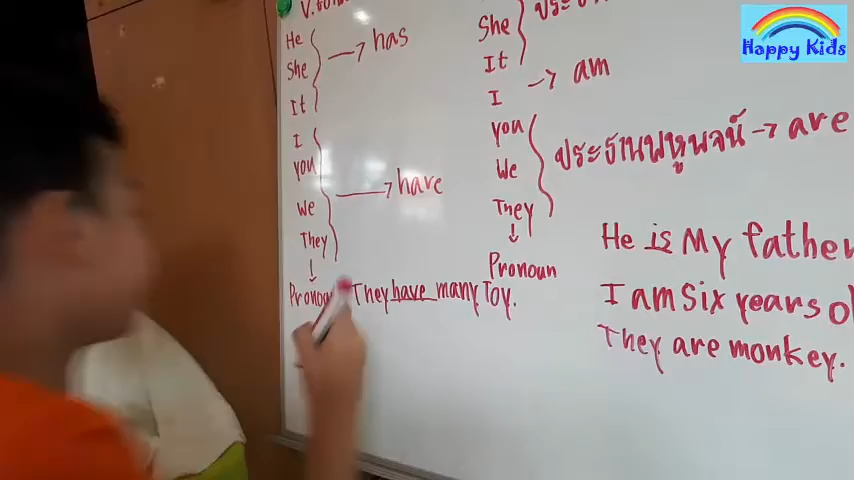 He
She
It
→ has
I
you
We
They
→ have
↓
Pronoun
They have many Toy.
She
It
I → am
you
We
They
ประธานพหูพจน์ → are
↓
Pronoun
He is My father
I am Six years
They are monkey.
Happy Kids